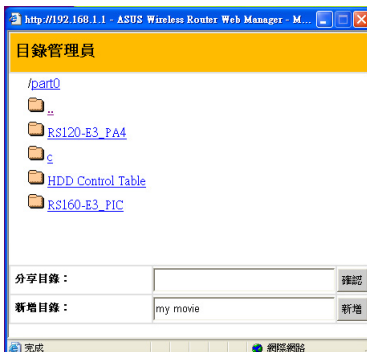 http://192.168.1.1 - ASUS Wireless Router Web Manager - M...
目錄管理員
/part0
..
RS120-E3_PA4
c
HDD Control Table
RS160-E3_PIC
分享目錄： 確認
新增目錄： my movie 新增
完成 網際網路